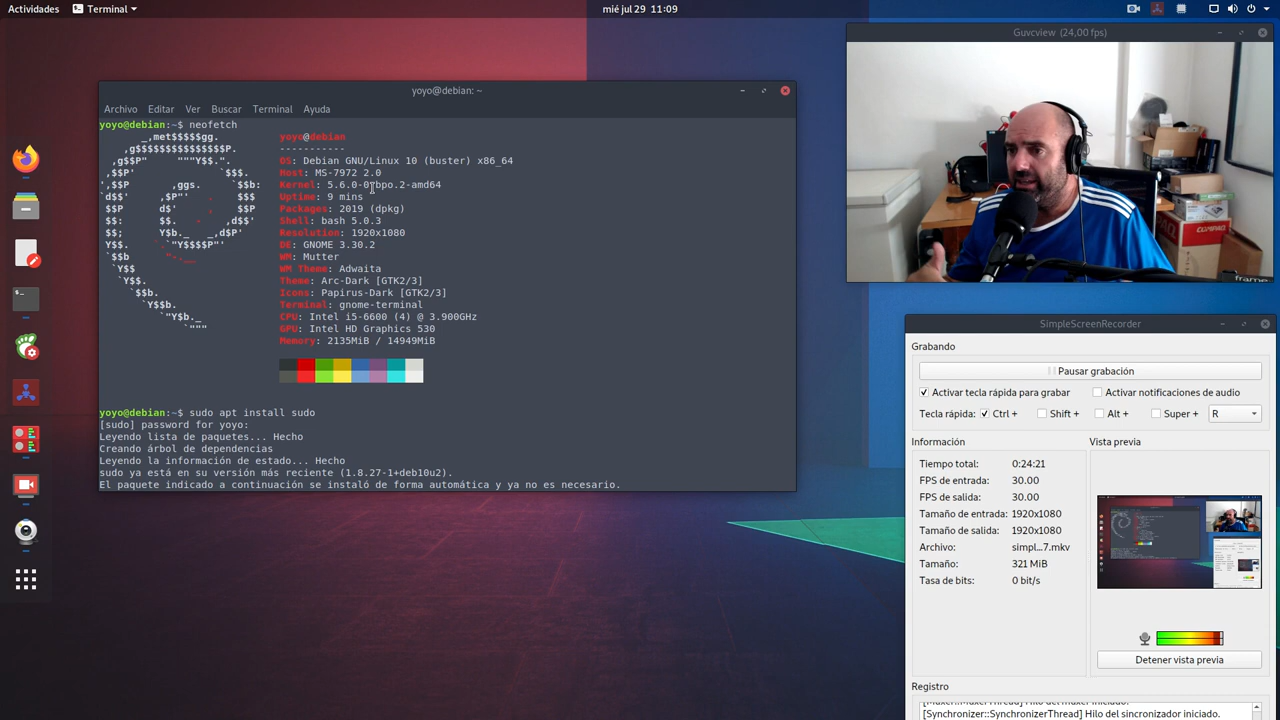 Actividades
Terminal
mié jul 29 11:09
Guvcview (24,00 fps)
yoyo@debian: ~
Archivo Editar Ver Buscar Terminal Ayuda
yoyo@debian:~$ neofetch
yoyo@debian
-----------
OS: Debian GNU/Linux 10 (buster) x86_64
Host: MS-7972 2.0
Kernel: 5.6.0-0.bpo.2-amd64
Uptime: 9 mins
Packages: 2019 (dpkg)
Shell: bash 5.0.3
Resolution: 1920x1080
DE: GNOME 3.30.2
WM: Mutter
WM Theme: Adwaita
Theme: Arc-Dark [GTK2/3]
Icons: Papirus-Dark [GTK2/3]
Terminal: gnome-terminal
CPU: Intel i5-6600 (4) @ 3.900GHz
GPU: Intel HD Graphics 530
Memory: 2135MiB / 14949MiB
yoyo@debian:~$ sudo apt install sudo
[sudo] password for yoyo:
Leyendo lista de paquetes... Hecho
Creando árbol de dependencias
Leyendo la información de estado... Hecho
sudo ya está en su versión más reciente (1.8.27-1+deb10u2).
El paquete indicado a continuación se instaló de forma automática y ya no es necesario.
COMPAQ
frame
SimpleScreenRecorder
Grabando
Pausar grabación
Activar tecla rápida para grabar
Activar notificaciones de audio
Tecla rápida: Ctrl + Shift + Alt + Super + R
Información
Tiempo total: 0:24:21
FPS de entrada: 30.00
FPS de salida: 30.00
Tamaño de entrada: 1920x1080
Tamaño de salida: 1920x1080
Archivo: simpl...7.mkv
Tamaño: 321 MiB
Tasa de bits: 0 bit/s
Vista previa
Detener vista previa
Registro
[Muxer::MuxerThread] Hilo del muxer iniciado.
[Synchronizer::SynchronizerThread] Hilo del sincronizador iniciado.